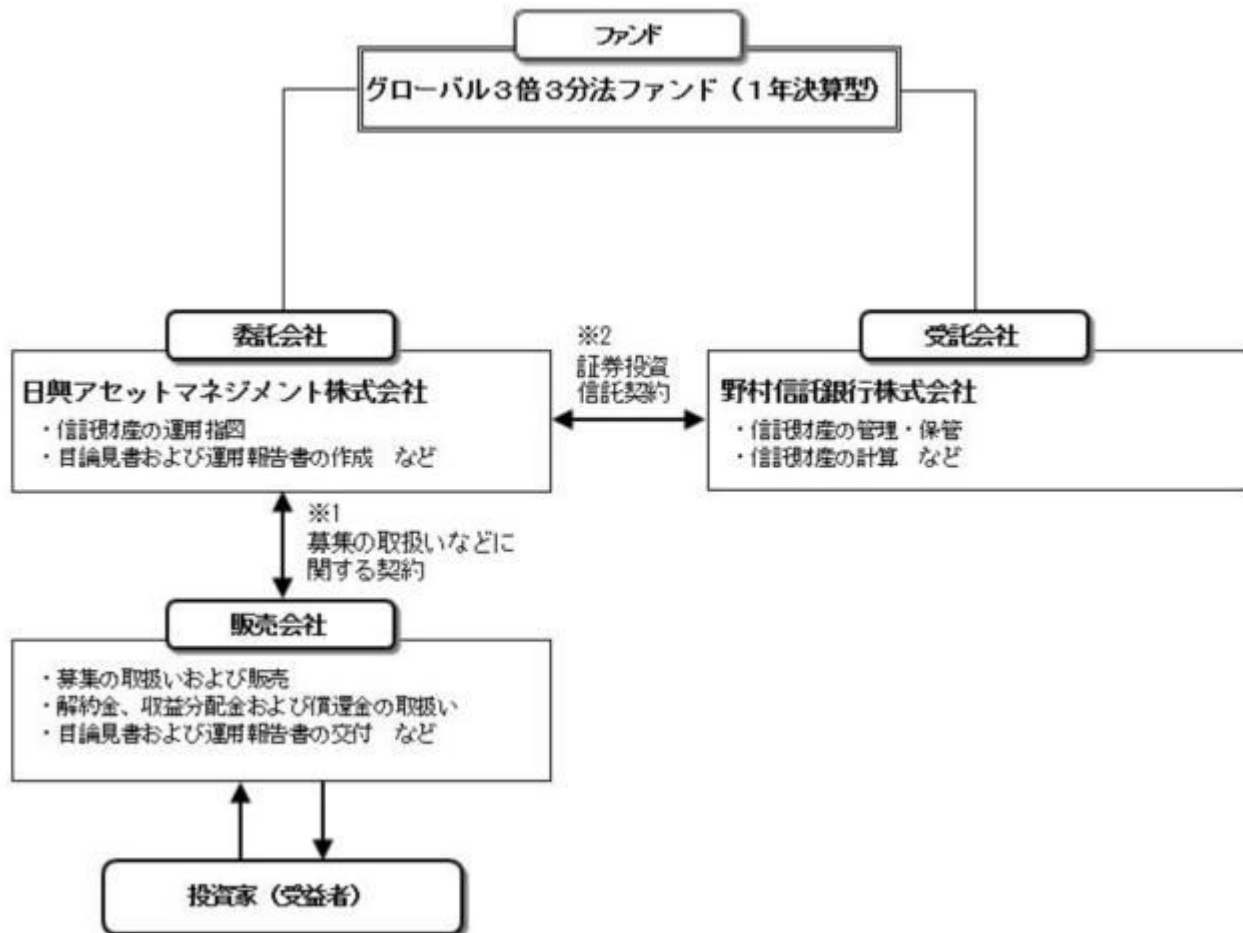 ファンド
グローバル3倍3分法ファンド(1年決算型)
委託会社
日興アセットマネジメント株式会社
・信託財産の運用指図
・目論見書および運用報告書の作成 など
※2
証券投資
信託契約
受託会社
野村信託銀行株式会社
・信託財産の管理・保管
・信託財産の計算 など
※1
募集の取扱いなどに
関する契約
販売会社
・募集の取扱いおよび販売
・解約金、収益分配金および償還金の取扱い
・目論見書および運用報告書の交付 など
投資家(受益者)